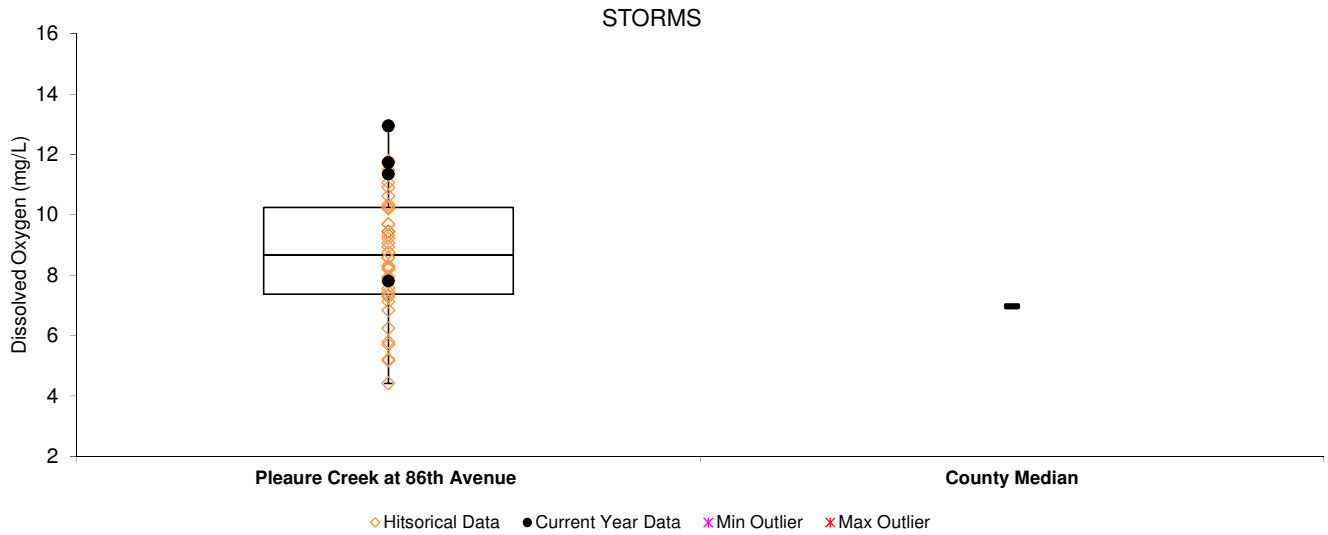 STORMS
Dissolved Oxygen (mg/L)
16
14
12
10
8
6
4
2
Pleaure Creek at 86th Avenue
County Median
Hitsorical Data
Current Year Data
Min Outlier
Max Outlier